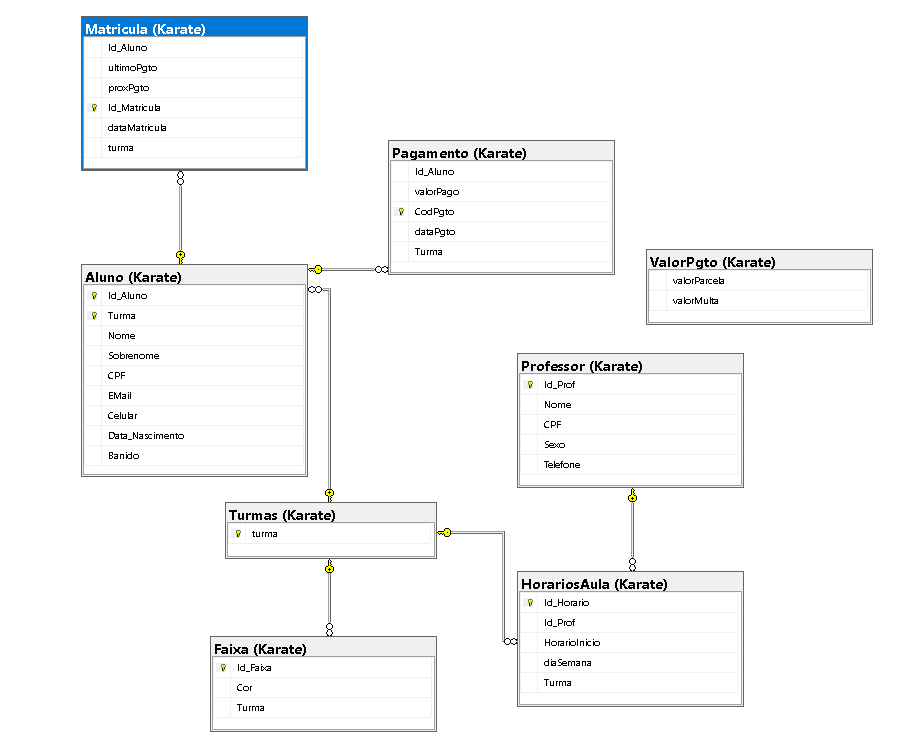 Matricula (Karate)
Id_Aluno
ultimoPgto
proxPgto
Id_Matricula
dataMatricula
turma
Pagamento (Karate)
Id_Aluno
valorPago
CodPgto
dataPgto
Turma
ValorPgto (Karate)
valorParcela
valorMulta
Aluno (Karate)
Id_Aluno
Turma
Nome
Sobrenome
CPF
EMail
Celular
Data_Nascimento
Banido
Professor (Karate)
Id_Prof
Nome
CPF
Sexo
Telefone
Turmas (Karate)
turma
HorariosAula (Karate)
Id_Horario
Id_Prof
HorarioInicio
diaSemana
Turma
Faixa (Karate)
Id_Faixa
Cor
Turma